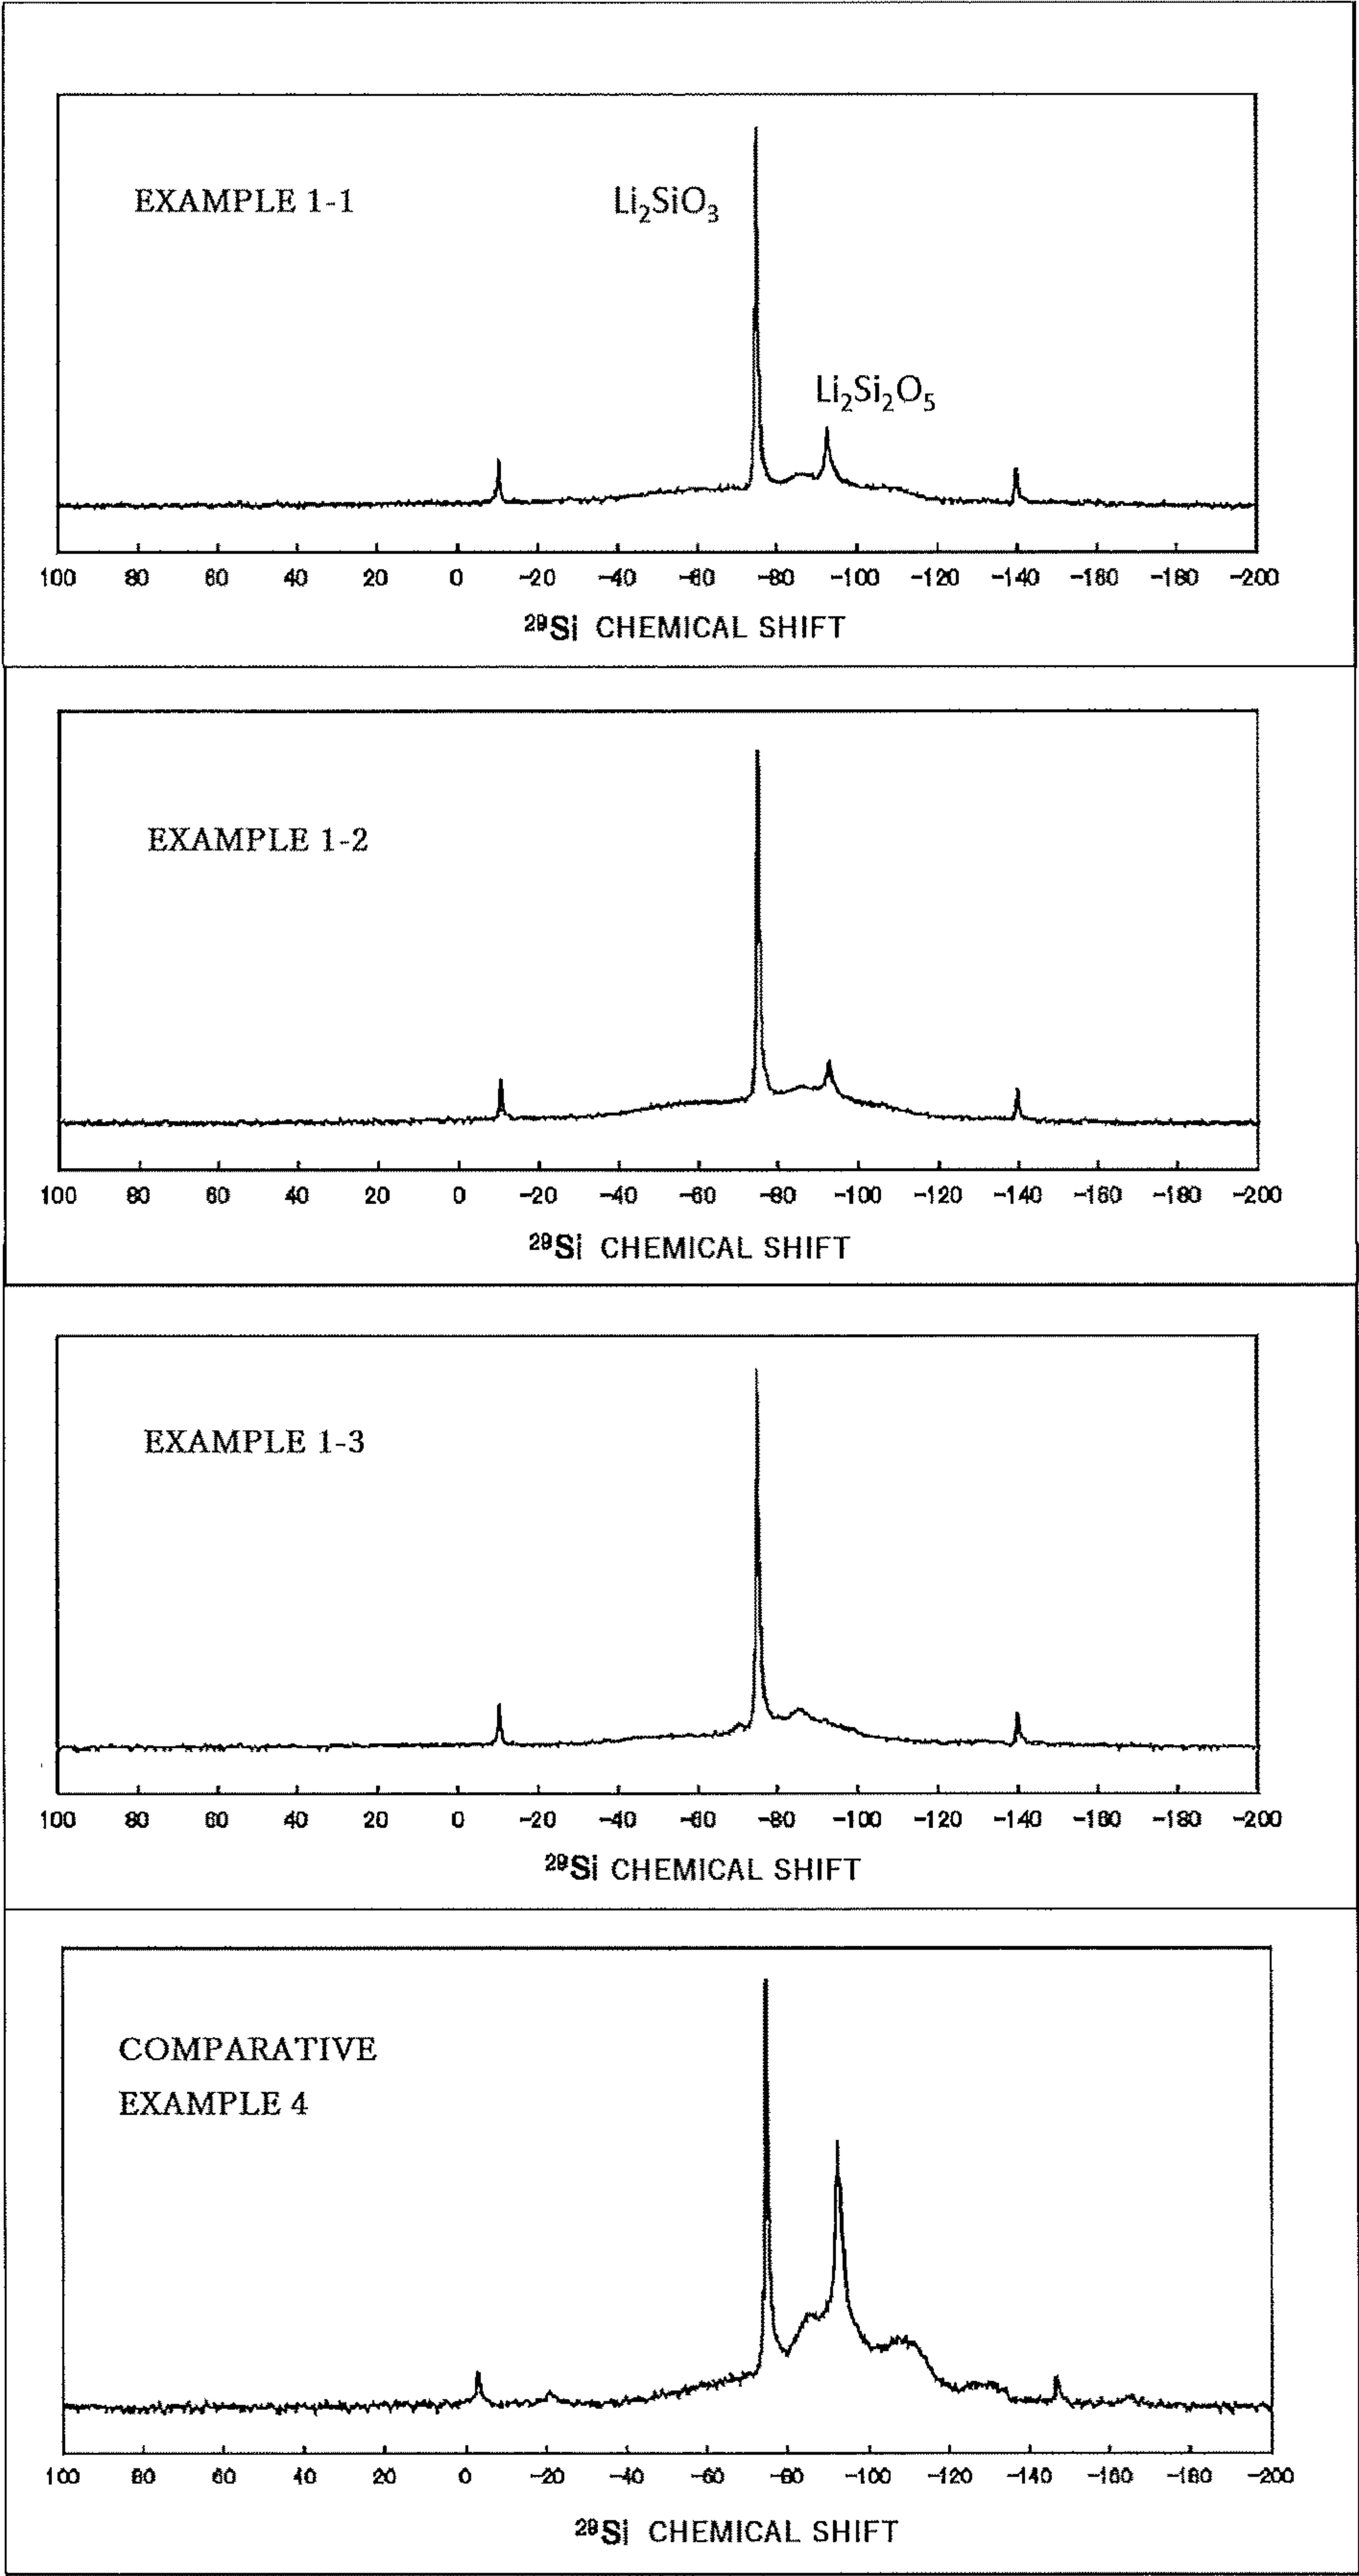 EXAMPLE 1-1
Li₂SiO₃
Li₂Si₂O₅
100 80 60 40 20 0 -20 -40 -60 -80 -100 -120 -140 -160 -180 -200
²⁹Si CHEMICAL SHIFT
EXAMPLE 1-2
100 80 60 40 20 0 -20 -40 -60 -80 -100 -120 -140 -160 -180 -200
²⁹Si CHEMICAL SHIFT
EXAMPLE 1-3
100 80 60 40 20 0 -20 -40 -60 -80 -100 -120 -140 -160 -180 -200
²⁹Si CHEMICAL SHIFT
COMPARATIVE
EXAMPLE 4
100 80 60 40 20 0 -20 -40 -60 -80 -100 -120 -140 -160 -180 -200
²⁹Si CHEMICAL SHIFT